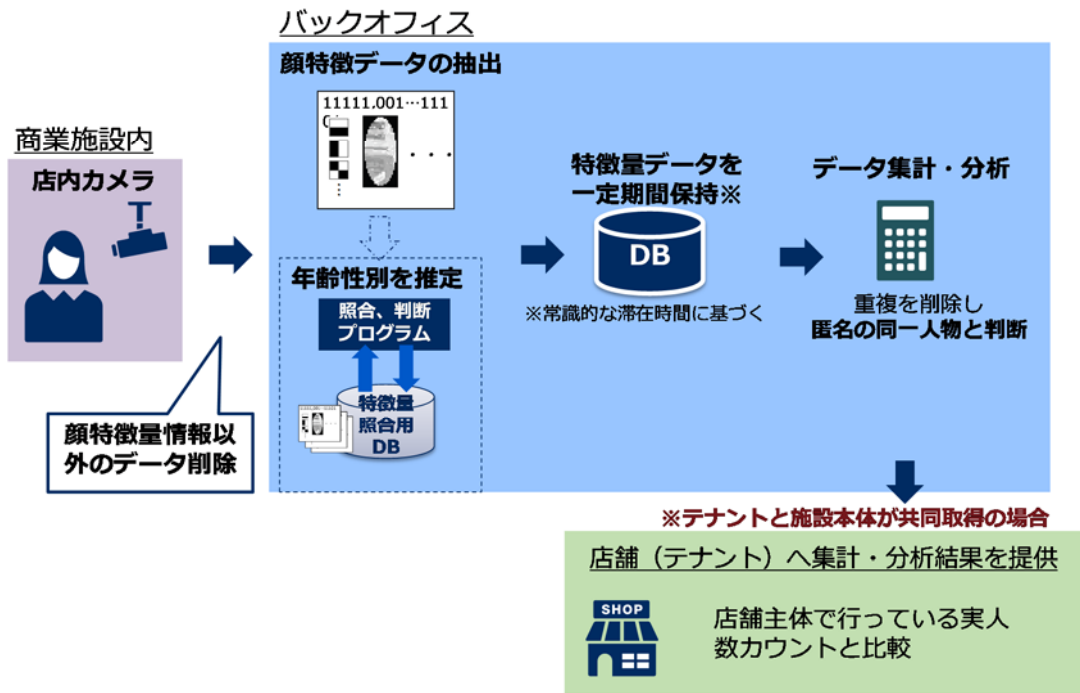 バックオフィス
顔特徴データの抽出
11111.001…111
商業施設内
店内カメラ
年齢性別を推定
照合、判断
プログラム
特徴量
照合用
DB
顔特徴量情報以
外のデータ削除
特徴量データを
一定期間保持※
DB
※常識的な滞在時間に基づく
データ集計・分析
重複を削除し
匿名の同一人物と判断
※テナントと施設本体が共同取得の場合
店舗（テナント）へ集計・分析結果を提供
SHOP
店舗主体で行っている実人
数カウントと比較